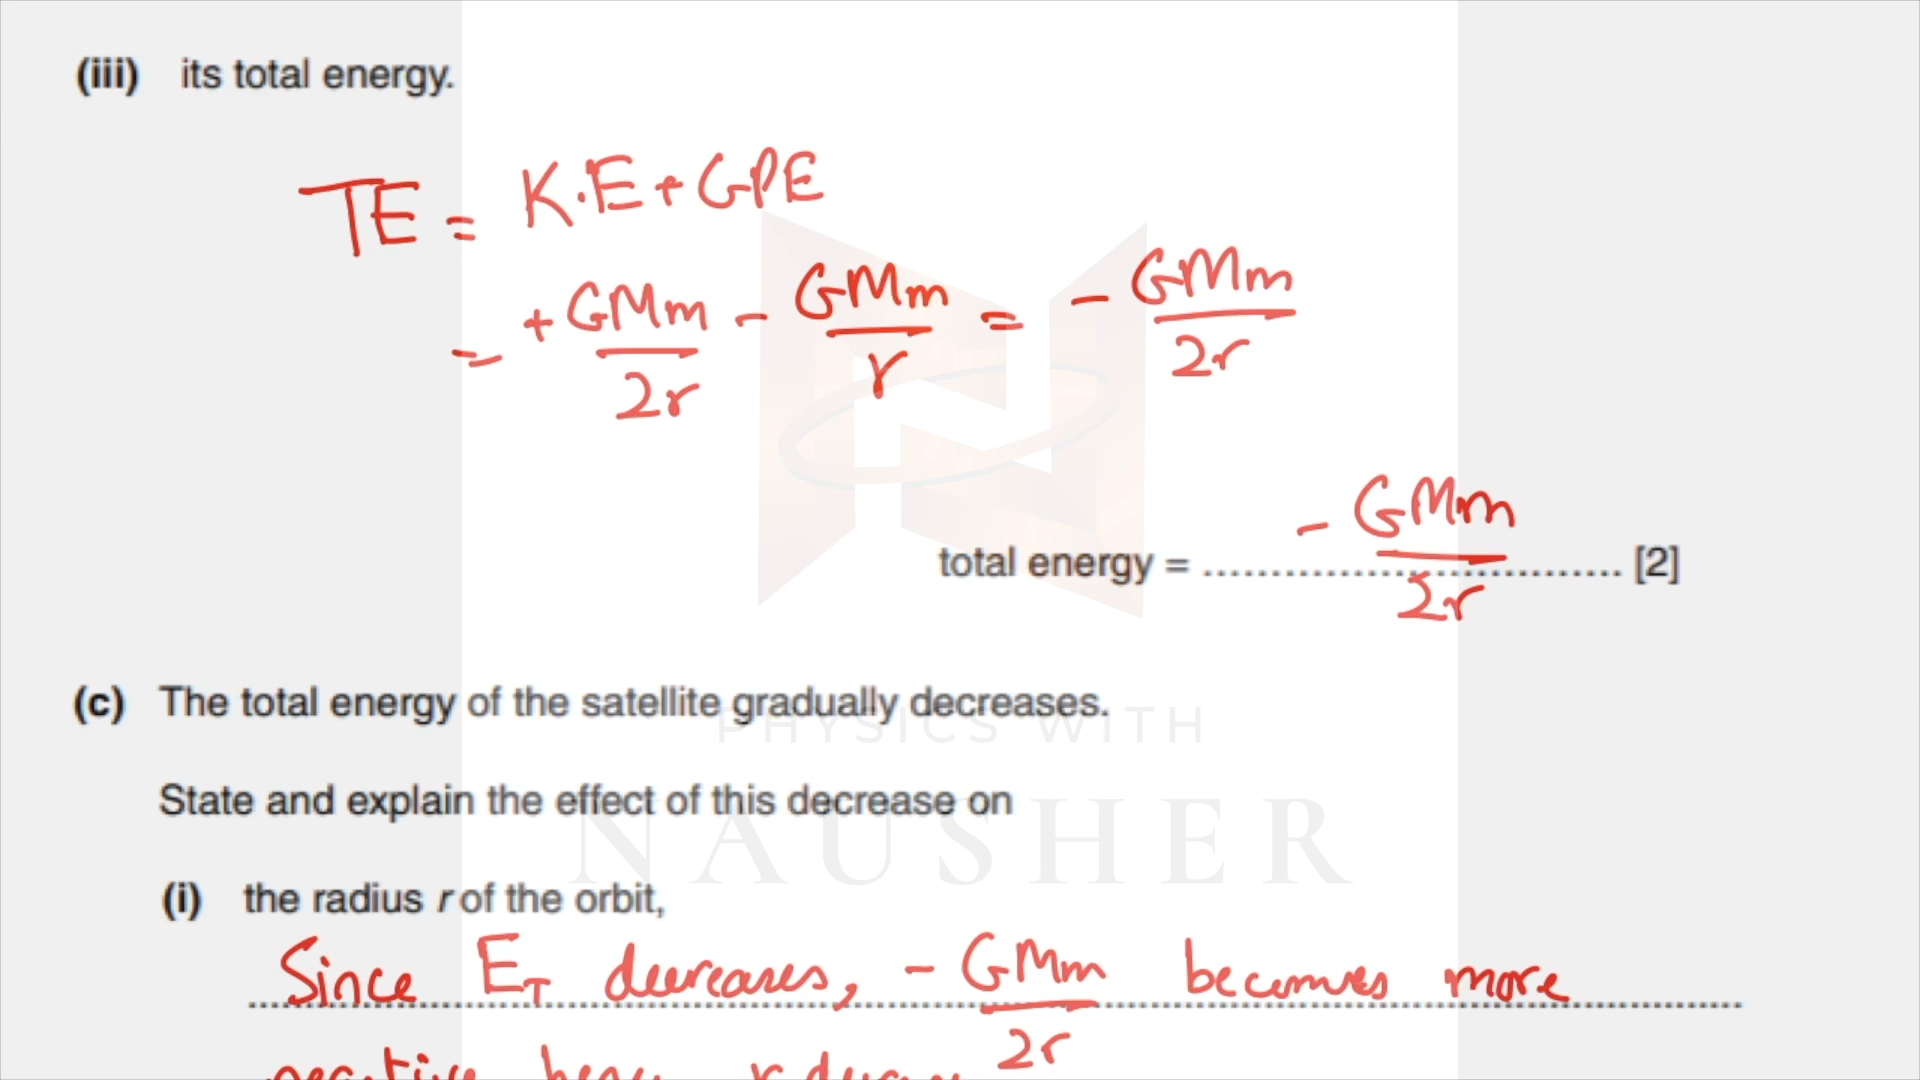 (iii) its total energy.
TE = K.E + GPE
= + GMm/2r - GMm/r = - GMm/2r
total energy = - GMm/2r [2]
(c) The total energy of the satellite gradually decreases.
PHYSICS WITH
State and explain the effect of this decrease on
NAUSHER
(i) the radius r of the orbit,
Since ET decreases, - GMm/2r becomes more
negative